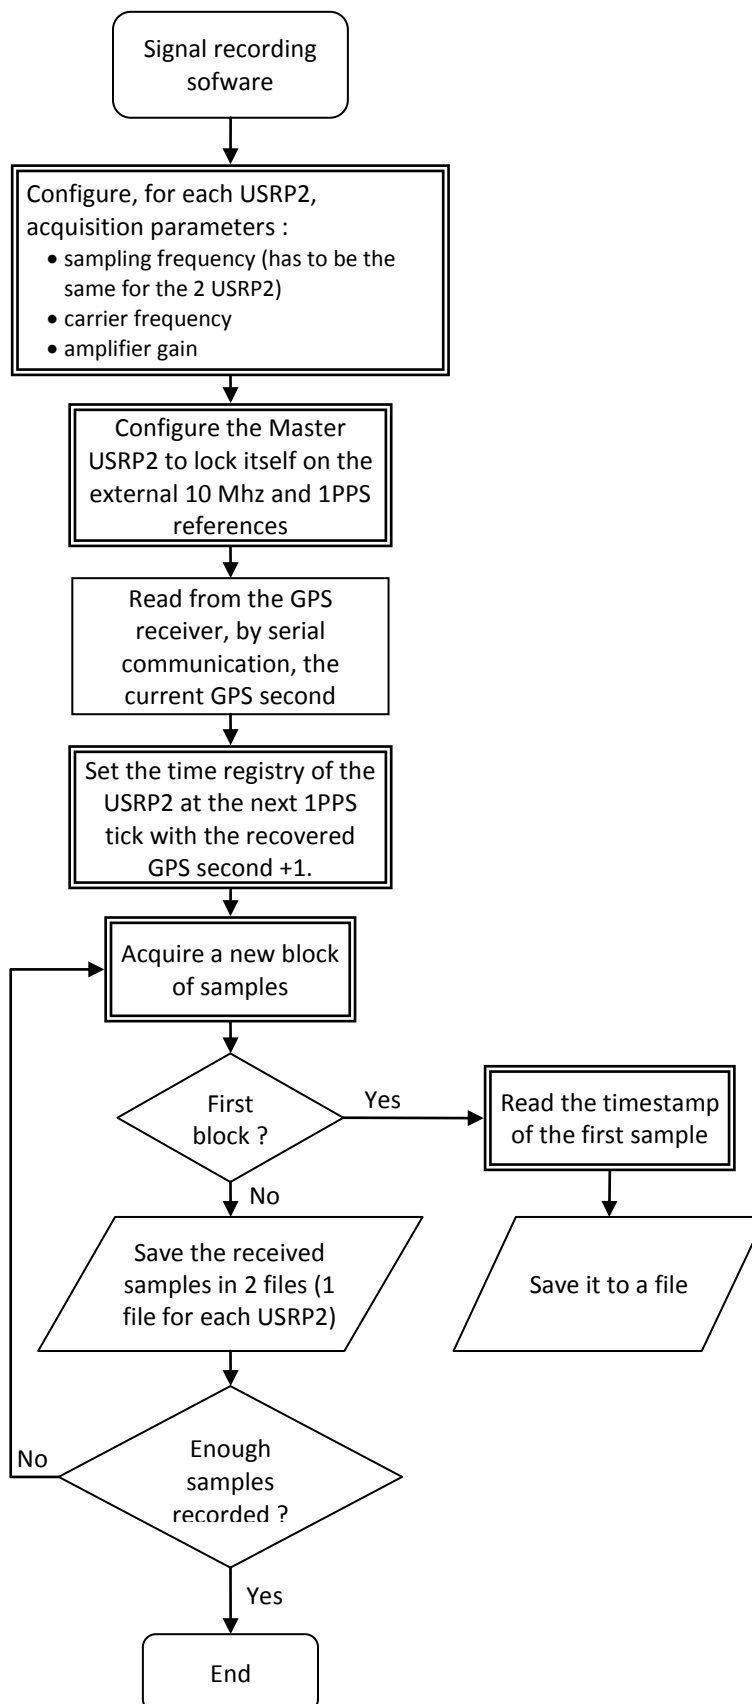 Signal recording
sofware
Configure, for each USRP2,
acquisition parameters :
• sampling frequency (has to be the
same for the 2 USRP2)
• carrier frequency
• amplifier gain
Configure the Master
USRP2 to lock itself on the
external 10 Mhz and 1PPS
references
Read from the GPS
receiver, by serial
communication, the
current GPS second
Set the time registry of the
USRP2 at the next 1PPS
tick with the recovered
GPS second +1.
Acquire a new block
of samples
First
block ?
Yes
Read the timestamp
of the first sample
No
Save the received
samples in 2 files (1
file for each USRP2)
Save it to a file
No
Enough
samples
recorded ?
Yes
End